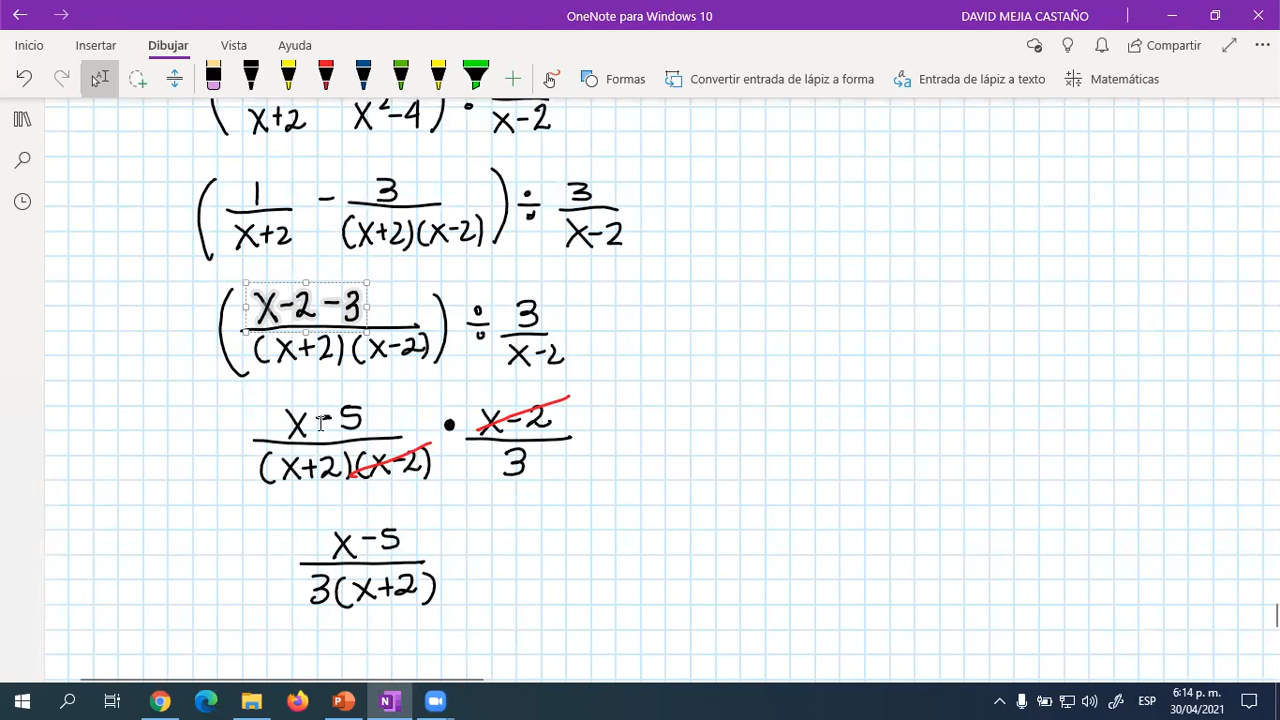 OneNote para Windows 10
DAVID MEJIA CASTAÑO
Inicio Insertar Dibujar Vista Ayuda
Compartir
Formas Convertir entrada de lápiz a forma Entrada de lápiz a texto Matemáticas
( x+2 x²-4 ) ÷ x-2
( 1/(x+2) - 3/((x+2)(x-2)) ) ÷ 3/(x-2)
( (x-2-3)/((x+2)(x-2)) ) ÷ 3/(x-2)
(x-5)/((x+2)(x-2)) • (x-2)/3
(x-5)/(3(x+2))
ESP
6:14 p. m.
30/04/2021